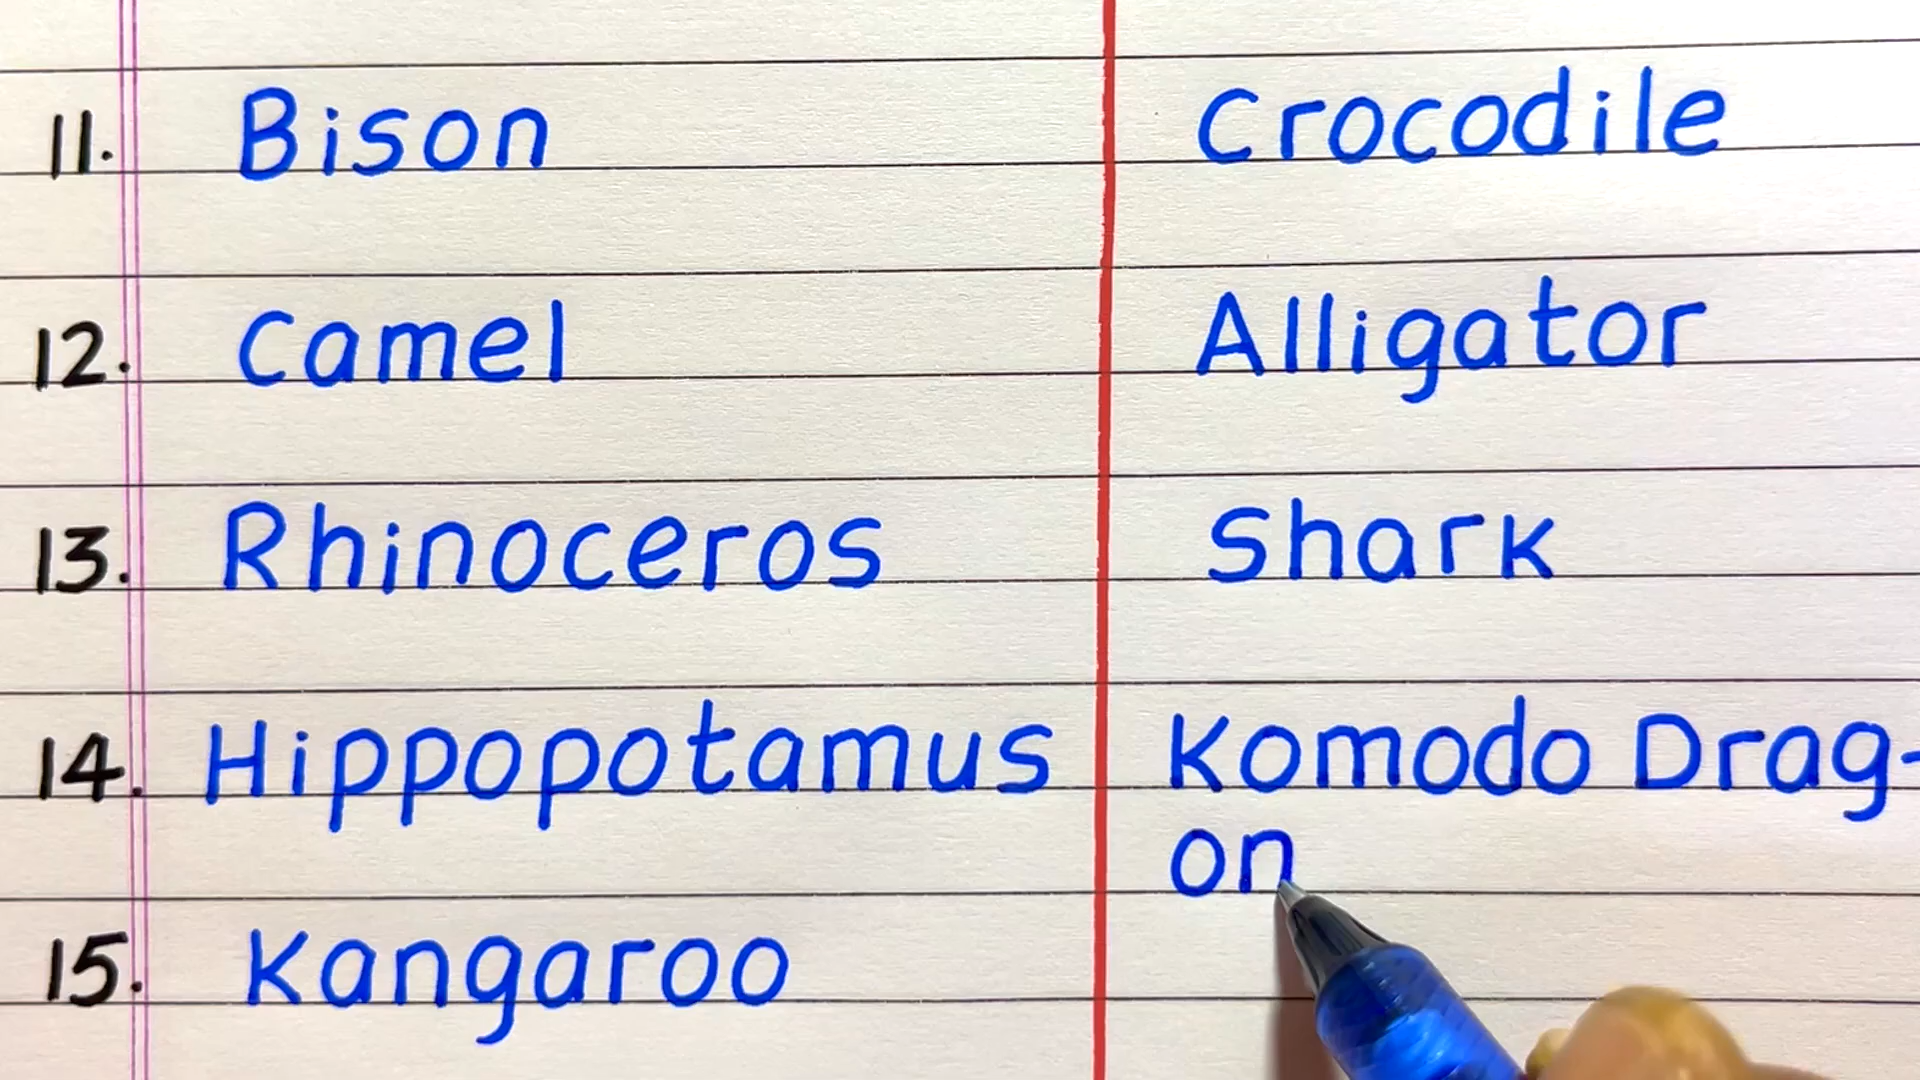 11. Bison Crocodile
12. Camel Alligator
13. Rhinoceros Shark
14. Hippopotamus Komodo Drag-
on
15. Kangaroo